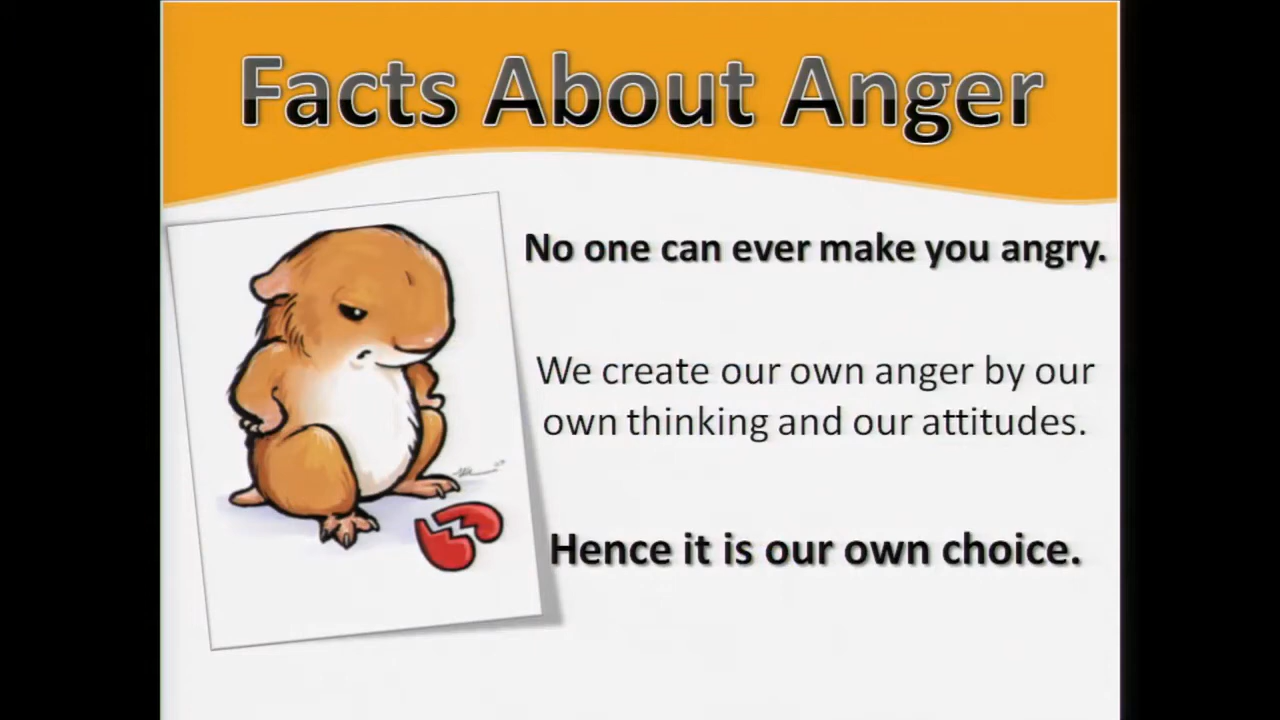 Facts About Anger
No one can ever make you angry.
We create our own anger by our
own thinking and our attitudes.
Hence it is our own choice.